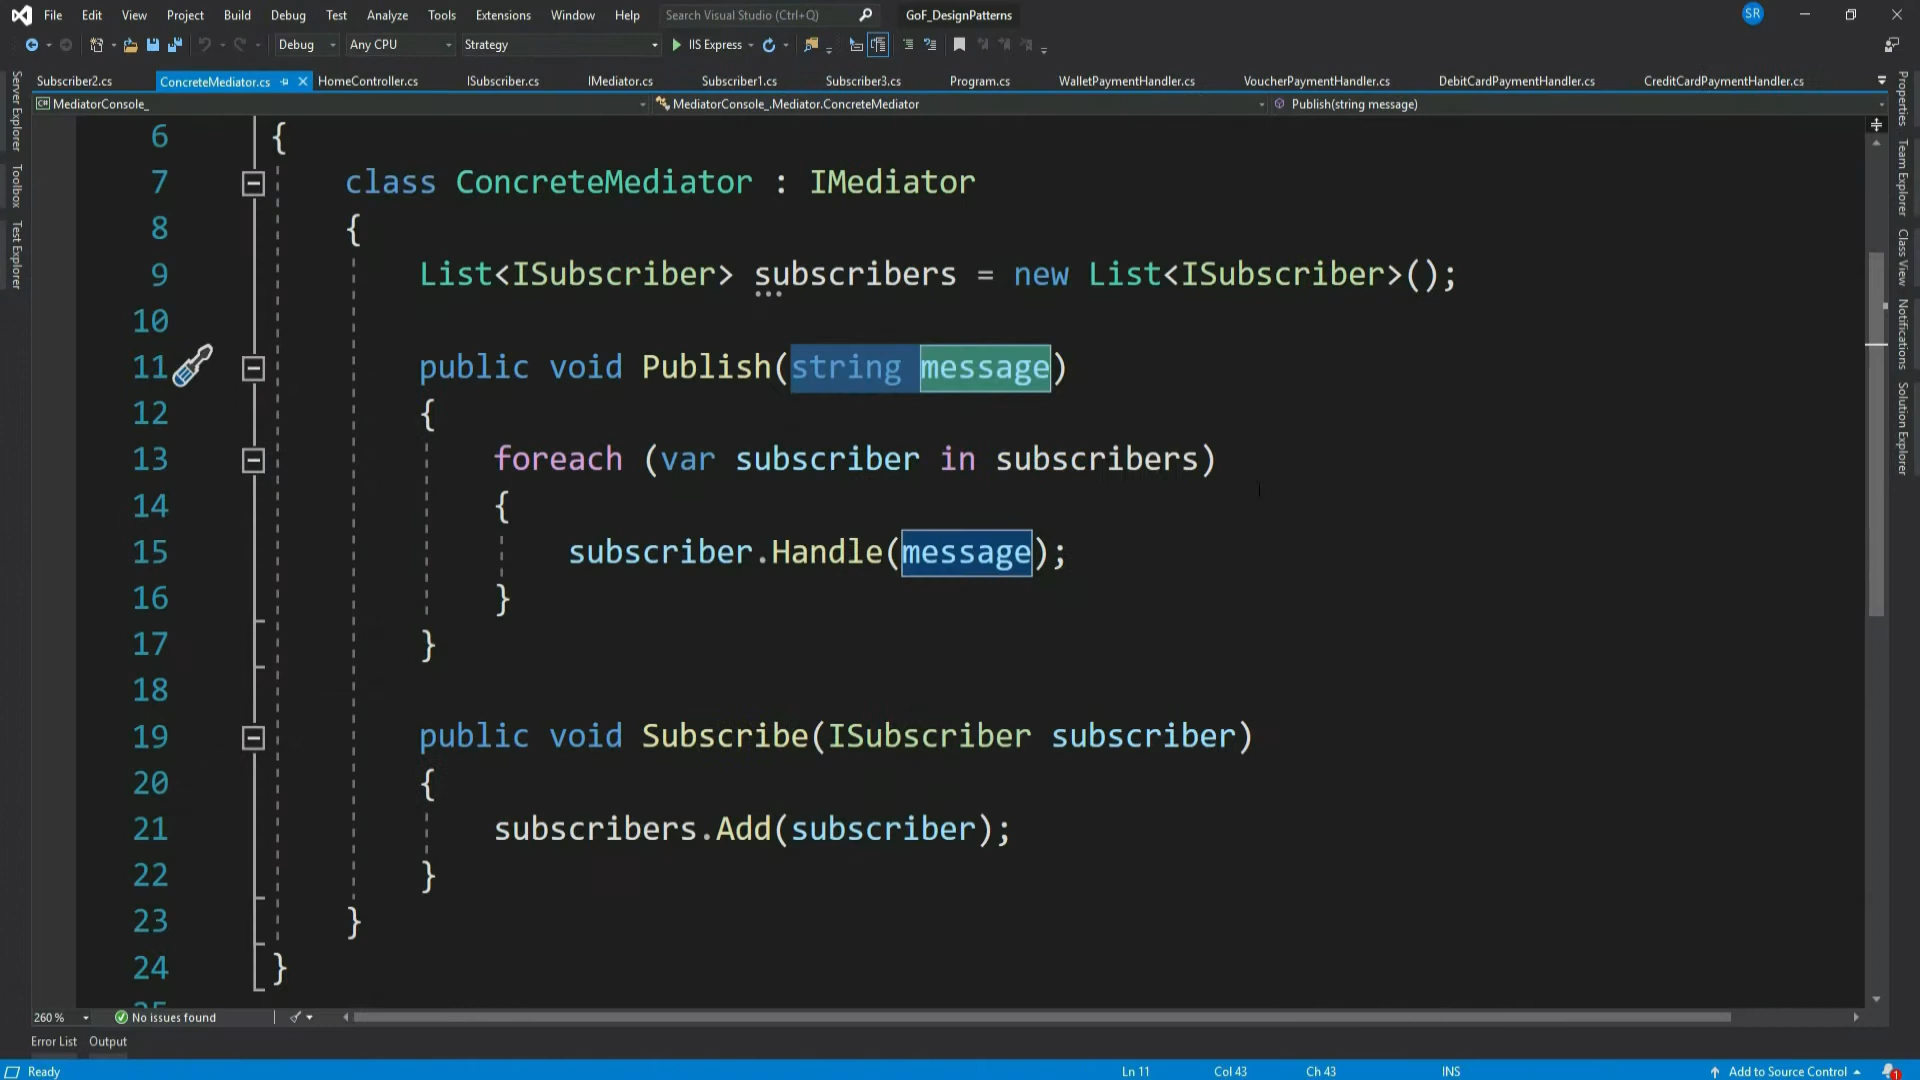 File Edit View Project Build Debug Test Analyze Tools Extensions Window Help Search Visual Studio (Ctrl+Q) GoF_DesignPatterns SR
Debug Any CPU Strategy IIS Express
Subscriber2.cs ConcreteMediator.cs HomeController.cs ISubscriber.cs IMediator.cs Subscriber1.cs Subscriber3.cs Program.cs WalletPaymentHandler.cs VoucherPaymentHandler.cs DebitCardPaymentHandler.cs CreditCardPaymentHandler.cs
MediatorConsole_ MediatorConsole_.Mediator.ConcreteMediator Publish(string message)
Server Explorer
Toolbox
Test Explorer
6 {
7 class ConcreteMediator : IMediator
8 {
9 List<ISubscriber> subscribers = new List<ISubscriber>();
10
11 public void Publish(string message)
12 {
13 foreach (var subscriber in subscribers)
14 {
15 subscriber.Handle(message);
16 }
17 }
18
19 public void Subscribe(ISubscriber subscriber)
20 {
21 subscribers.Add(subscriber);
22 }
23 }
24 }
25
Properties
Team Explorer
Class View
Notifications
Solution Explorer
260 % No issues found
Error List Output
Ready Ln 11 Col 43 Ch 43 INS Add to Source Control 1